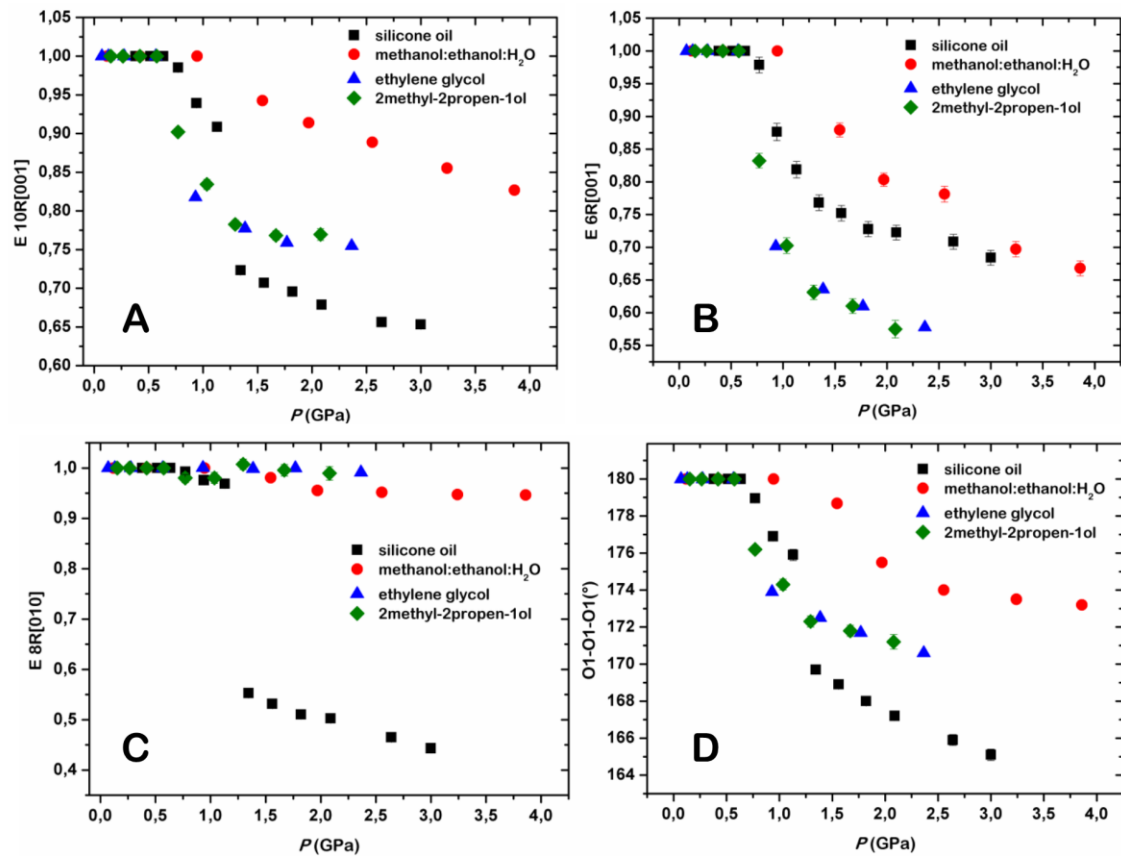 1,05
1,00
0,95
0,90
0,85
0,80
0,75
0,70
0,65
0,60
E 10R[001]
silicone oil
methanol:ethanol:H₂O
ethylene glycol
2methyl-2propen-1ol
A
0,0 0,5 1,0 1,5 2,0 2,5 3,0 3,5 4,0
P (GPa)
1,05
1,00
0,95
0,90
0,85
0,80
0,75
0,70
0,65
0,60
0,55
E 6R[001]
silicone oil
methanol:ethanol:H₂O
ethylene glycol
2methyl-2propen-1ol
B
0,0 0,5 1,0 1,5 2,0 2,5 3,0 3,5 4,0
P (GPa)
1,0
0,9
0,8
0,7
0,6
0,5
0,4
E 8R[010]
silicone oil
methanol:ethanol:H₂O
ethylene glycol
2methyl-2propen-1ol
C
0,0 0,5 1,0 1,5 2,0 2,5 3,0 3,5 4,0
P (GPa)
180
178
176
174
172
170
168
166
164
O1-O1-O1(°)
silicone oil
methanol:ethanol:H₂O
ethylene glycol
2methyl-2propen-1ol
D
0,0 0,5 1,0 1,5 2,0 2,5 3,0 3,5 4,0
P (GPa)